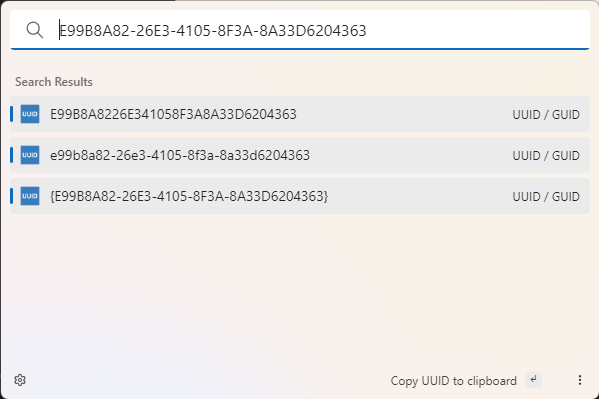 E99B8A82-26E3-4105-8F3A-8A33D6204363
Search Results
UUID E99B8A8226E341058F3A8A33D6204363 UUID / GUID
UUID e99b8a82-26e3-4105-8f3a-8a33d6204363 UUID / GUID
UUID {E99B8A82-26E3-4105-8F3A-8A33D6204363} UUID / GUID
Copy UUID to clipboard ↵